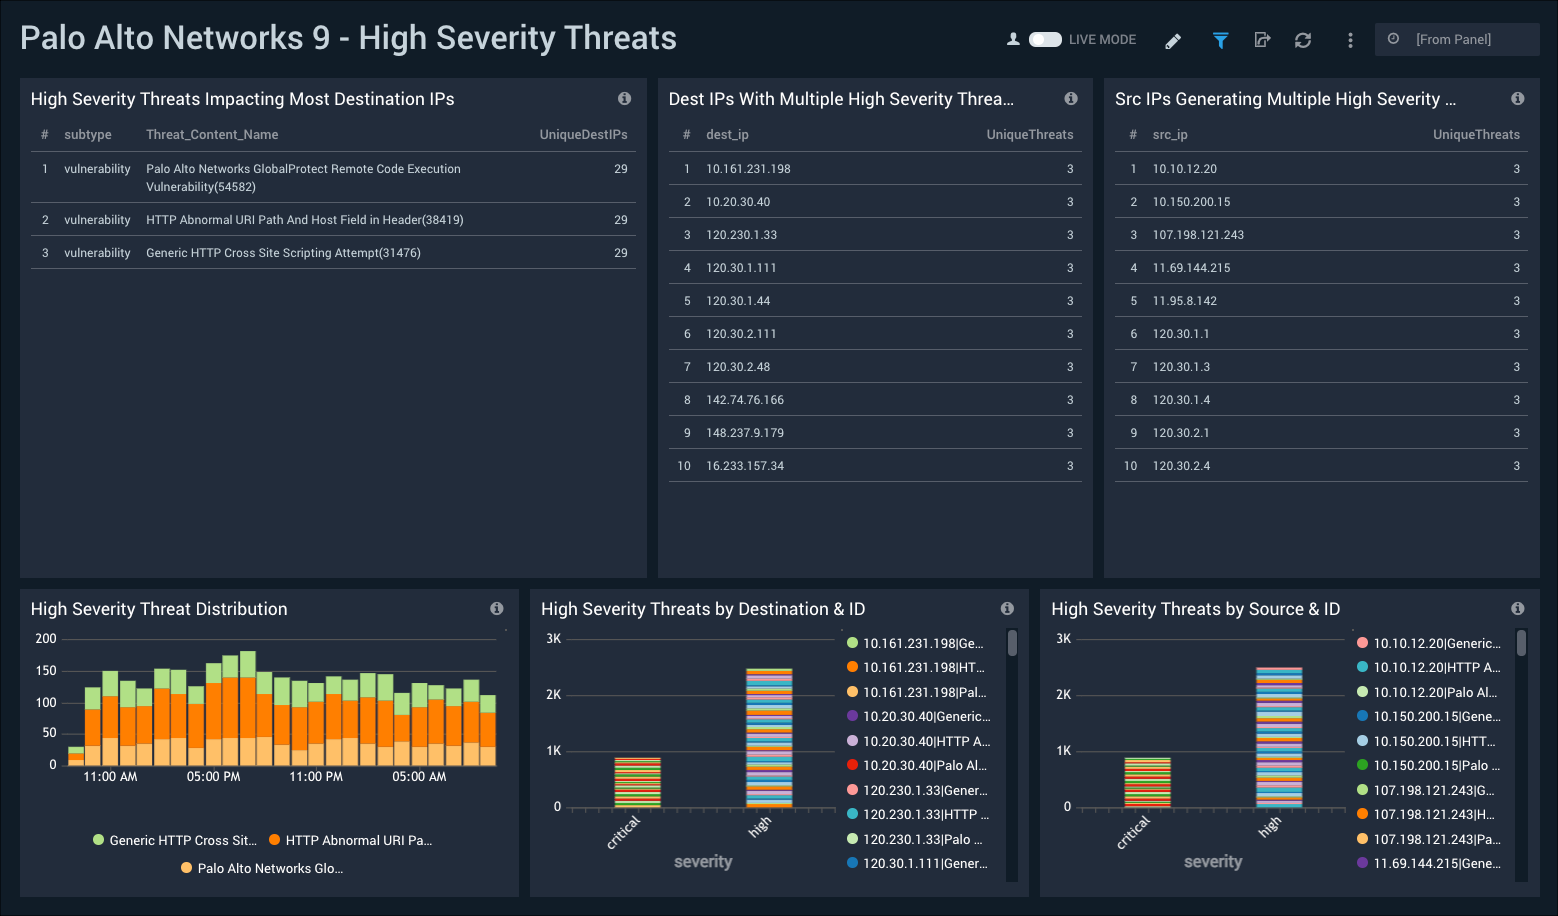 Palo Alto Networks 9 - High Severity Threats
LIVE MODE
[From Panel]
High Severity Threats Impacting Most Destination IPs
# subtype Threat_Content_Name UniqueDestIPs
1 vulnerability Palo Alto Networks GlobalProtect Remote Code Execution 29
Vulnerability(54582)
2 vulnerability HTTP Abnormal URI Path And Host Field in Header(38419) 29
3 vulnerability Generic HTTP Cross Site Scripting Attempt(31476) 29
Dest IPs With Multiple High Severity Threa...
# dest_ip UniqueThreats
1 10.161.231.198 3
2 10.20.30.40 3
3 120.230.1.33 3
4 120.30.1.111 3
5 120.30.1.44 3
6 120.30.2.111 3
7 120.30.2.48 3
8 142.74.76.166 3
9 148.237.9.179 3
10 16.233.157.34 3
Src IPs Generating Multiple High Severity ...
# src_ip UniqueThreats
1 10.10.12.20 3
2 10.150.200.15 3
3 107.198.121.243 3
4 11.69.144.215 3
5 11.95.8.142 3
6 120.30.1.1 3
7 120.30.1.3 3
8 120.30.1.4 3
9 120.30.2.1 3
10 120.30.2.4 3
High Severity Threat Distribution
200
150
100
50
0
11:00 AM 05:00 PM 11:00 PM 05:00 AM
Generic HTTP Cross Sit... HTTP Abnormal URI Pa...
Palo Alto Networks Glo...
High Severity Threats by Destination & ID
3K
2K
1K
0
critical high
severity
10.161.231.198|Ge...
10.161.231.198|HT...
10.161.231.198|Pal...
10.20.30.40|Generic...
10.20.30.40|HTTP A...
10.20.30.40|Palo Al...
120.230.1.33|Gener...
120.230.1.33|HTTP ...
120.230.1.33|Palo ...
120.30.1.111|Gener...
High Severity Threats by Source & ID
3K
2K
1K
0
critical high
severity
10.10.12.20|Generic...
10.10.12.20|HTTP A...
10.10.12.20|Palo Al...
10.150.200.15|Gene...
10.150.200.15|HTT...
10.150.200.15|Palo ...
107.198.121.243|G...
107.198.121.243|H...
107.198.121.243|Pa...
11.69.144.215|Gene...